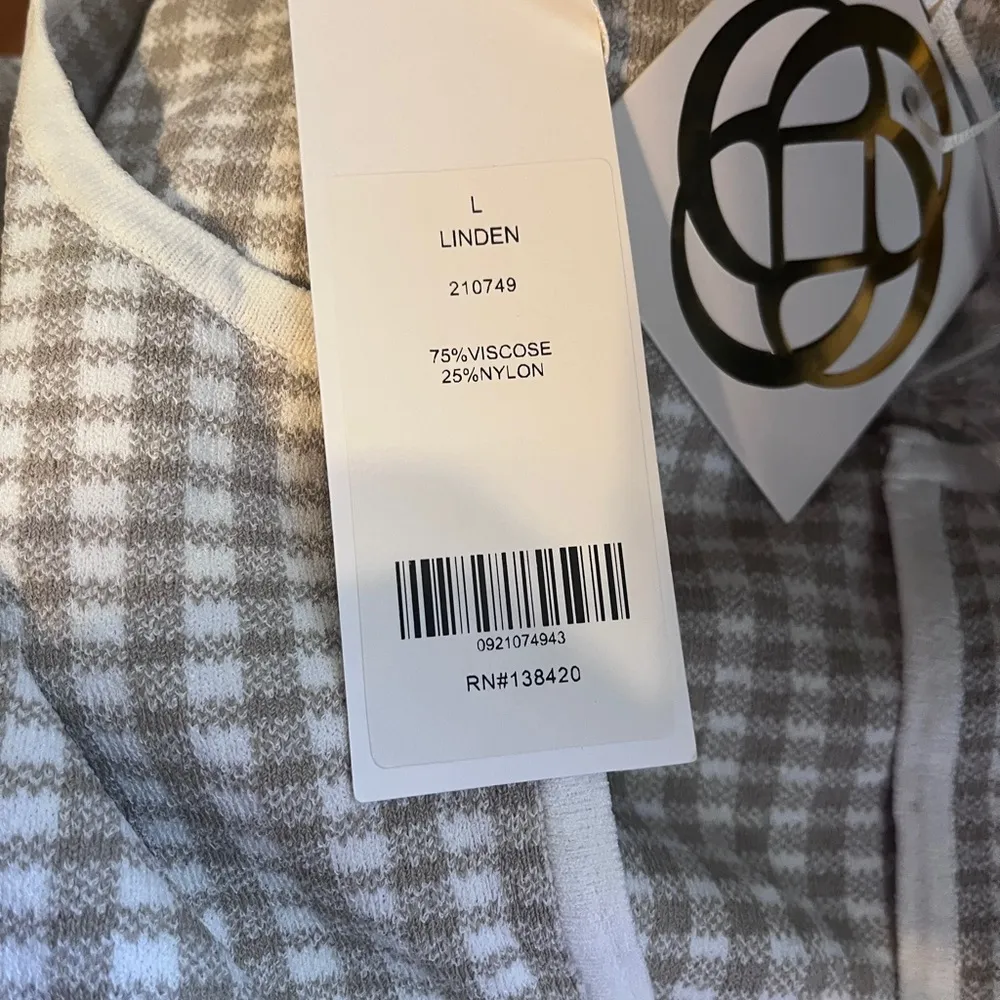 L
LINDEN
210749
75%VISCOSE
25%NYLON
0921074943
RN#138420